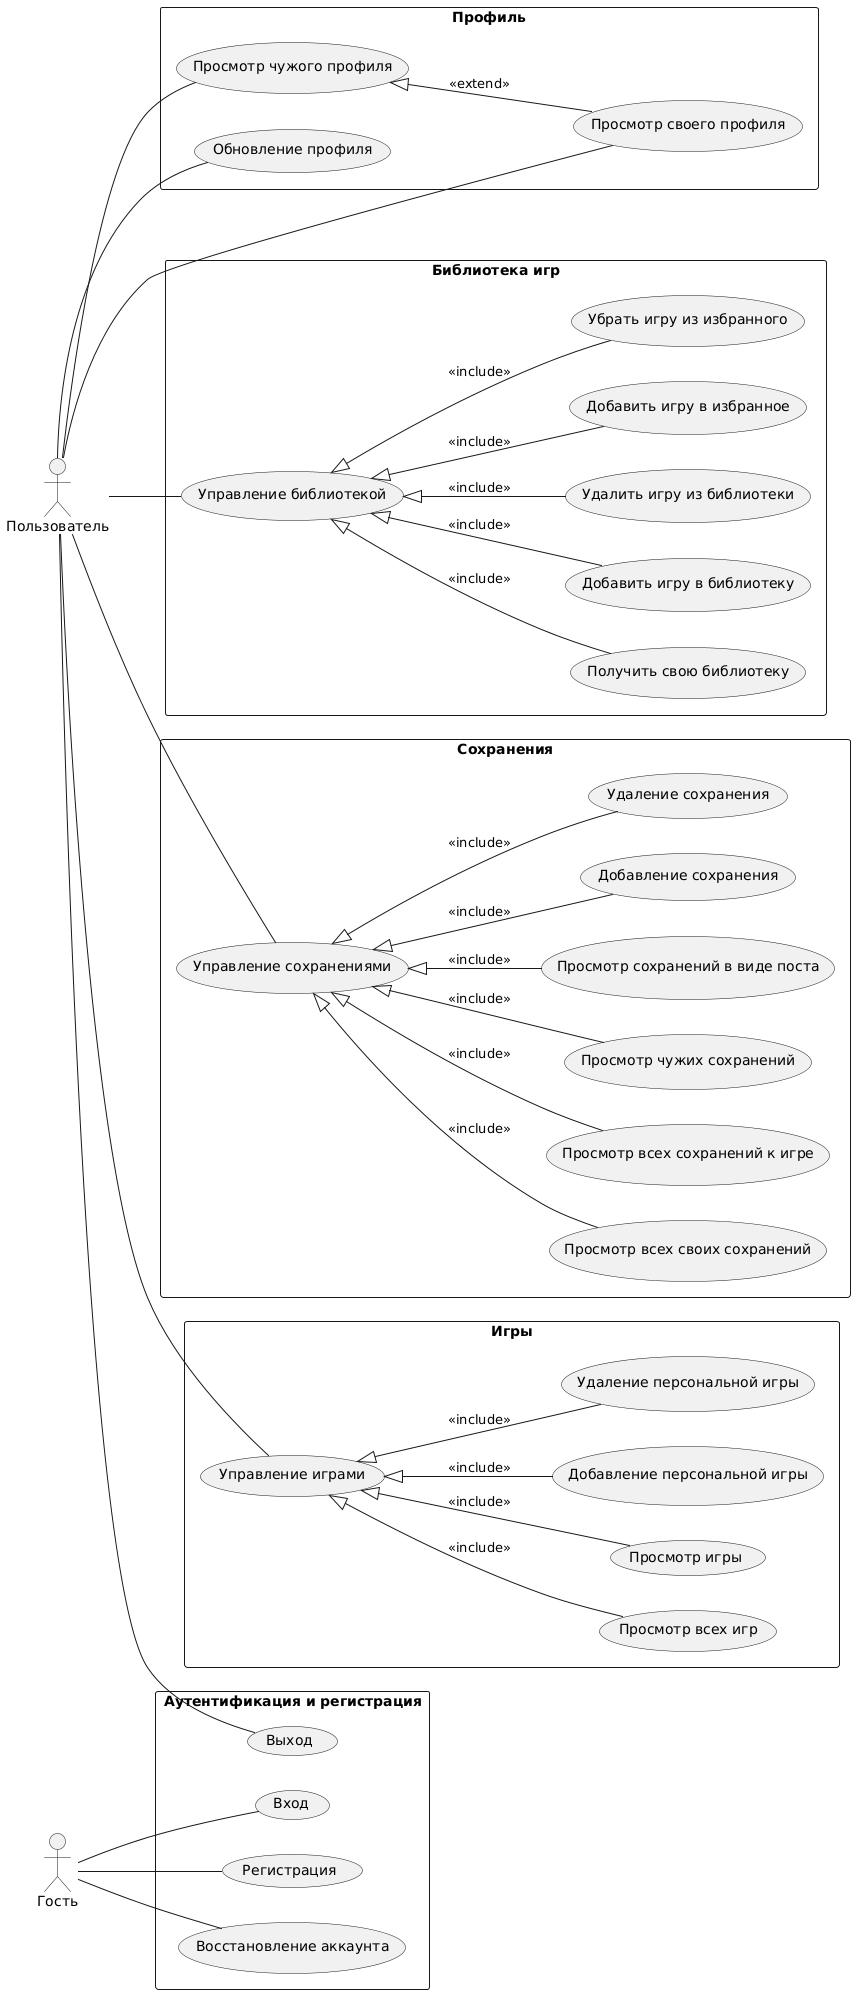 Профиль
Просмотр чужого профиля
«extend»
Просмотр своего профиля
Обновление профиля
Библиотека игр
Убрать игру из избранного
«include»
Добавить игру в избранное
«include»
Пользователь
Управление библиотекой
«include»
Удалить игру из библиотеки
«include»
Добавить игру в библиотеку
«include»
Получить свою библиотеку
Сохранения
Удаление сохранения
«include»
Добавление сохранения
«include»
Управление сохранениями
«include»
Просмотр сохранений в виде поста
«include»
Просмотр чужих сохранений
«include»
Просмотр всех сохранений к игре
«include»
Просмотр всех своих сохранений
Игры
Удаление персональной игры
«include»
Управление играми
«include»
Добавление персональной игры
«include»
Просмотр игры
«include»
Просмотр всех игр
Аутентификация и регистрация
Выход
Вход
Гость
Регистрация
Восстановление аккаунта